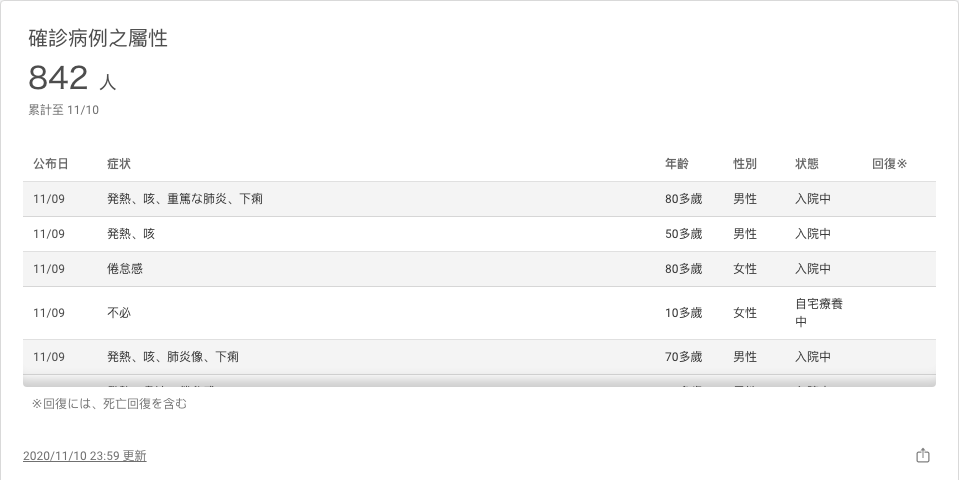 確診病例之屬性
842 人
累計至 11/10
公布日 症状 年齡 性別 状態 回復※
11/09 発熱、咳、重篤な肺炎、下痢 80多歲 男性 入院中
11/09 発熱、咳 50多歲 男性 入院中
11/09 倦怠感 80多歲 女性 入院中
11/09 不必 10多歲 女性 自宅療養
中
11/09 発熱、咳、肺炎像、下痢 70多歲 男性 入院中
※回復には、死亡回復を含む
2020/11/10 23:59 更新